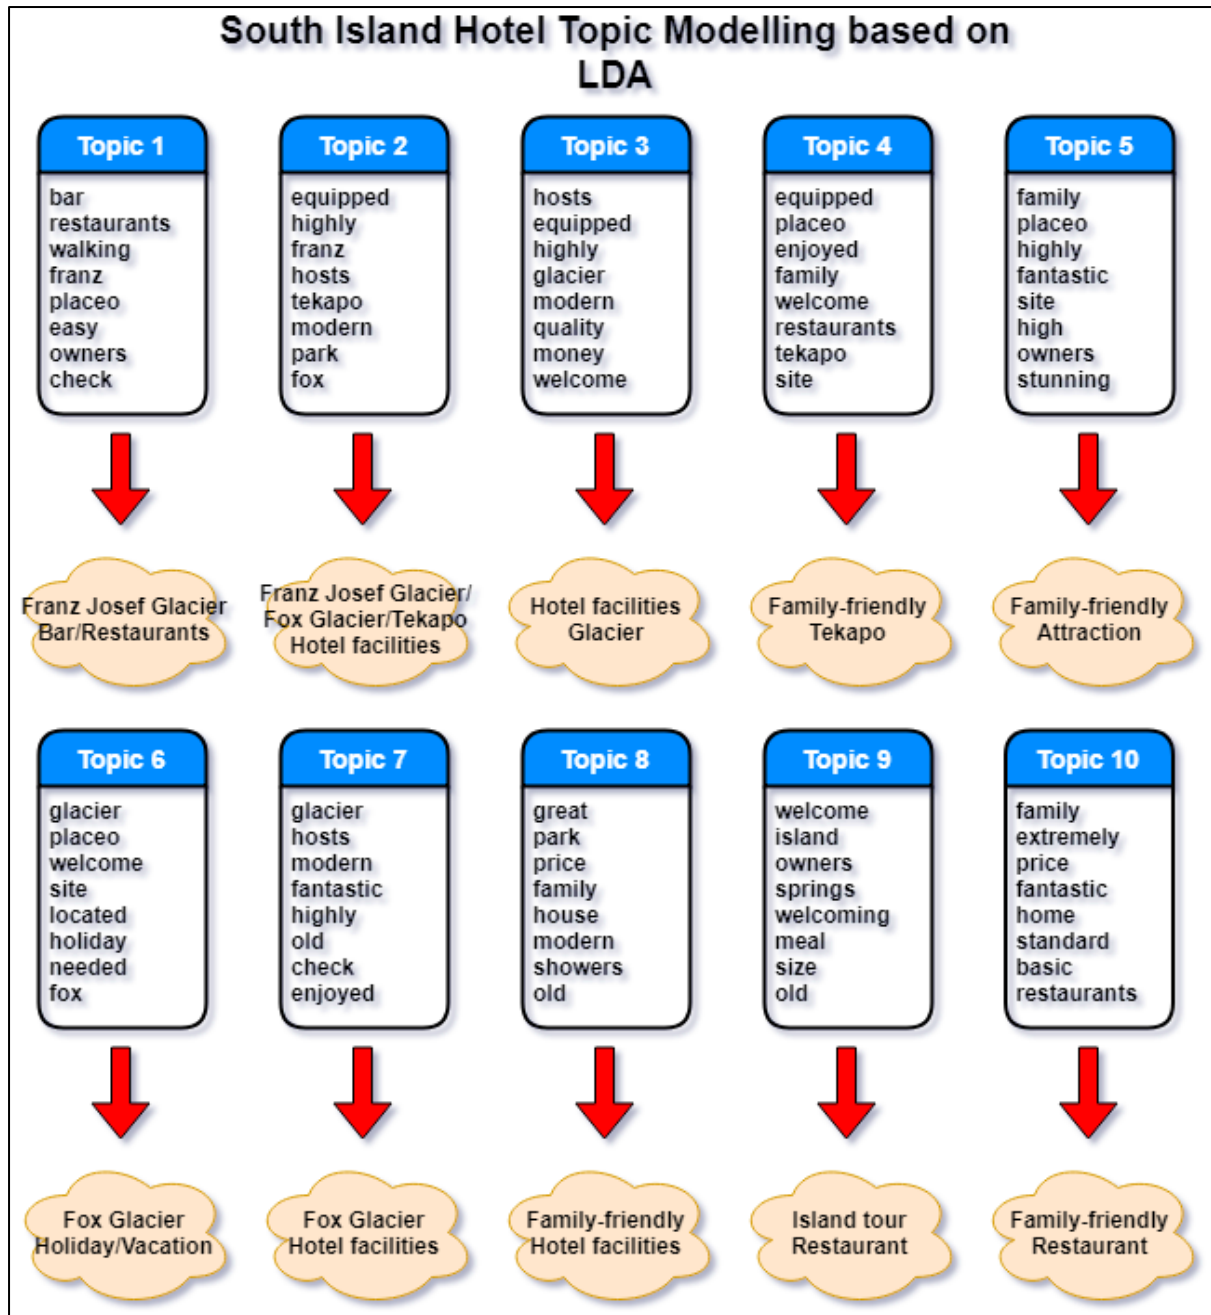 South Island Hotel Topic Modelling based on
LDA
Topic 1
bar
restaurants
walking
franz
placeo
easy
owners
check
Franz Josef Glacier
Bar/Restaurants
Topic 2
equipped
highly
franz
hosts
tekapo
modern
park
fox
Franz Josef Glacier/
Fox Glacier/Tekapo
Hotel facilities
Topic 3
hosts
equipped
highly
glacier
modern
quality
money
welcome
Hotel facilities
Glacier
Topic 4
equipped
placeo
enjoyed
family
welcome
restaurants
tekapo
site
Family-friendly
Tekapo
Topic 5
family
placeo
highly
fantastic
site
high
owners
stunning
Family-friendly
Attraction
Topic 6
glacier
placeo
welcome
site
located
holiday
needed
fox
Fox Glacier
Holiday/Vacation
Topic 7
glacier
hosts
modern
fantastic
highly
old
check
enjoyed
Fox Glacier
Hotel facilities
Topic 8
great
park
price
family
house
modern
showers
old
Family-friendly
Hotel facilities
Topic 9
welcome
island
owners
springs
welcoming
meal
size
old
Island tour
Restaurant
Topic 10
family
extremely
price
fantastic
home
standard
basic
restaurants
Family-friendly
Restaurant